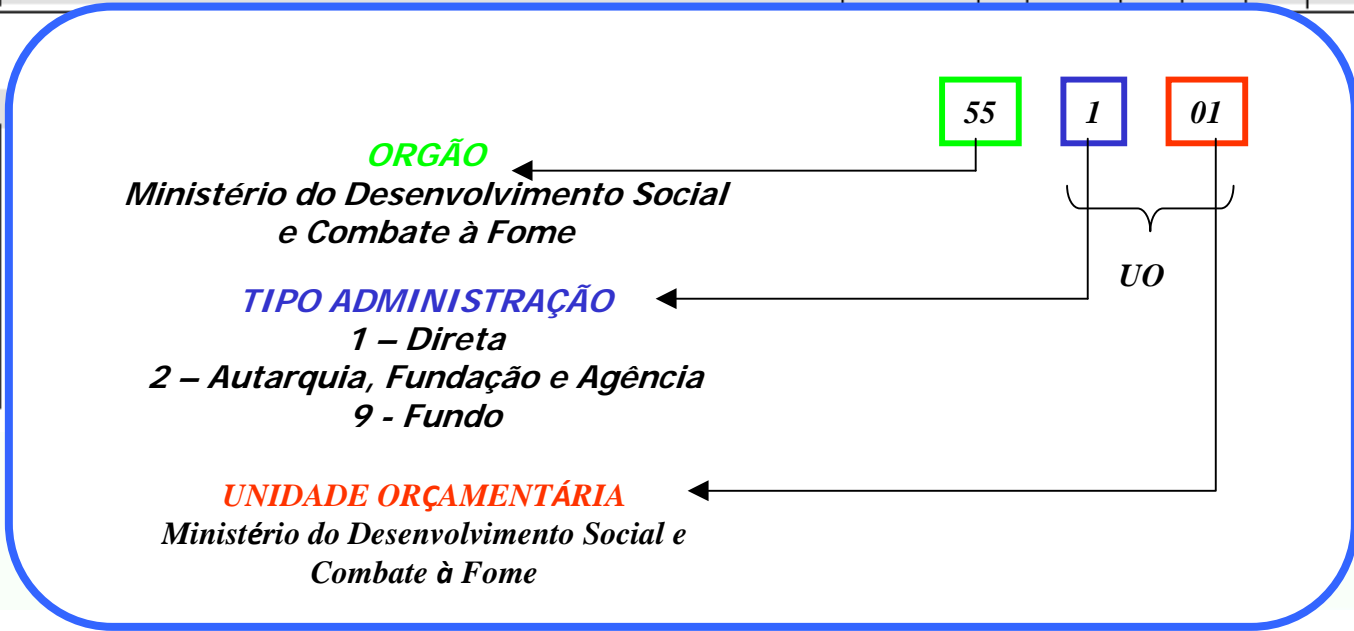 55 1 01
ORGÃO
Ministério do Desenvolvimento Social
e Combate à Fome
UO
TIPO ADMINISTRAÇÃO
1 – Direta
2 – Autarquia, Fundação e Agência
9 - Fundo
UNIDADE ORÇAMENTÁRIA
Ministério do Desenvolvimento Social e
Combate à Fome